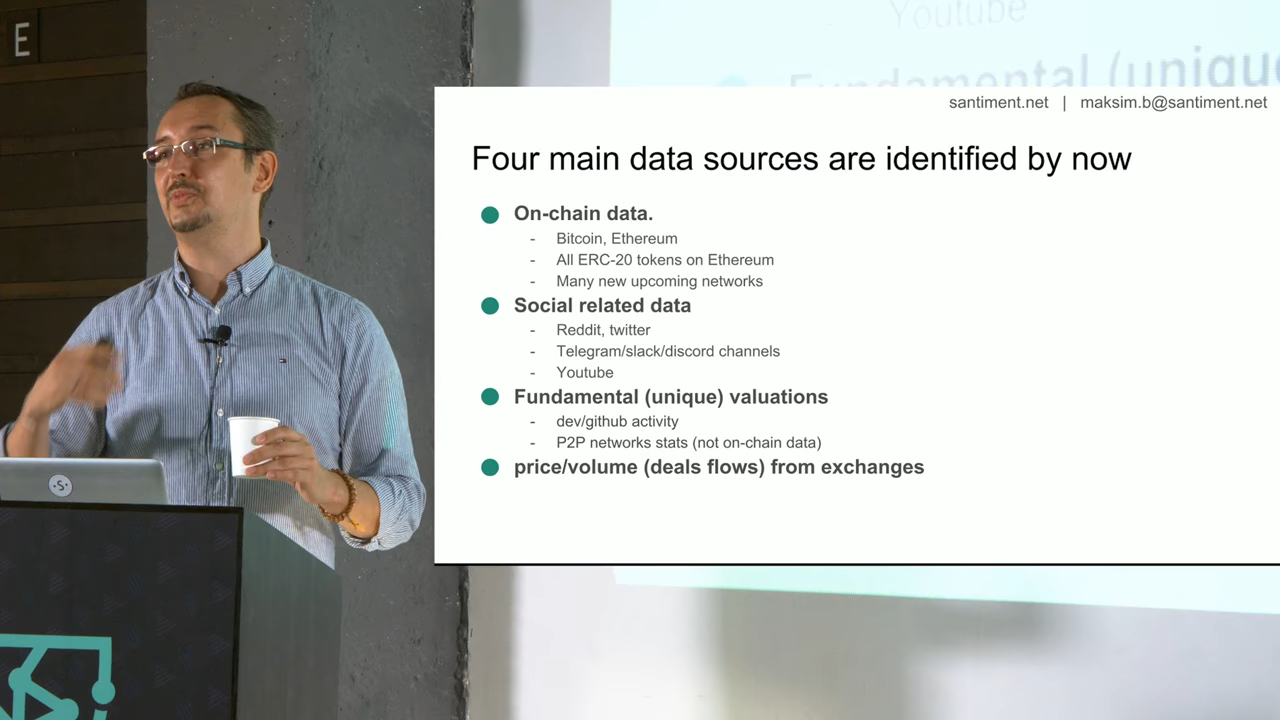 E
Youtube
Fundamental (unique
santiment.net | maksim.b@santiment.net
Four main data sources are identified by now
On-chain data.
- Bitcoin, Ethereum
- All ERC-20 tokens on Ethereum
- Many new upcoming networks
Social related data
- Reddit, twitter
- Telegram/slack/discord channels
- Youtube
Fundamental (unique) valuations
- dev/github activity
- P2P networks stats (not on-chain data)
price/volume (deals flows) from exchanges
·S·